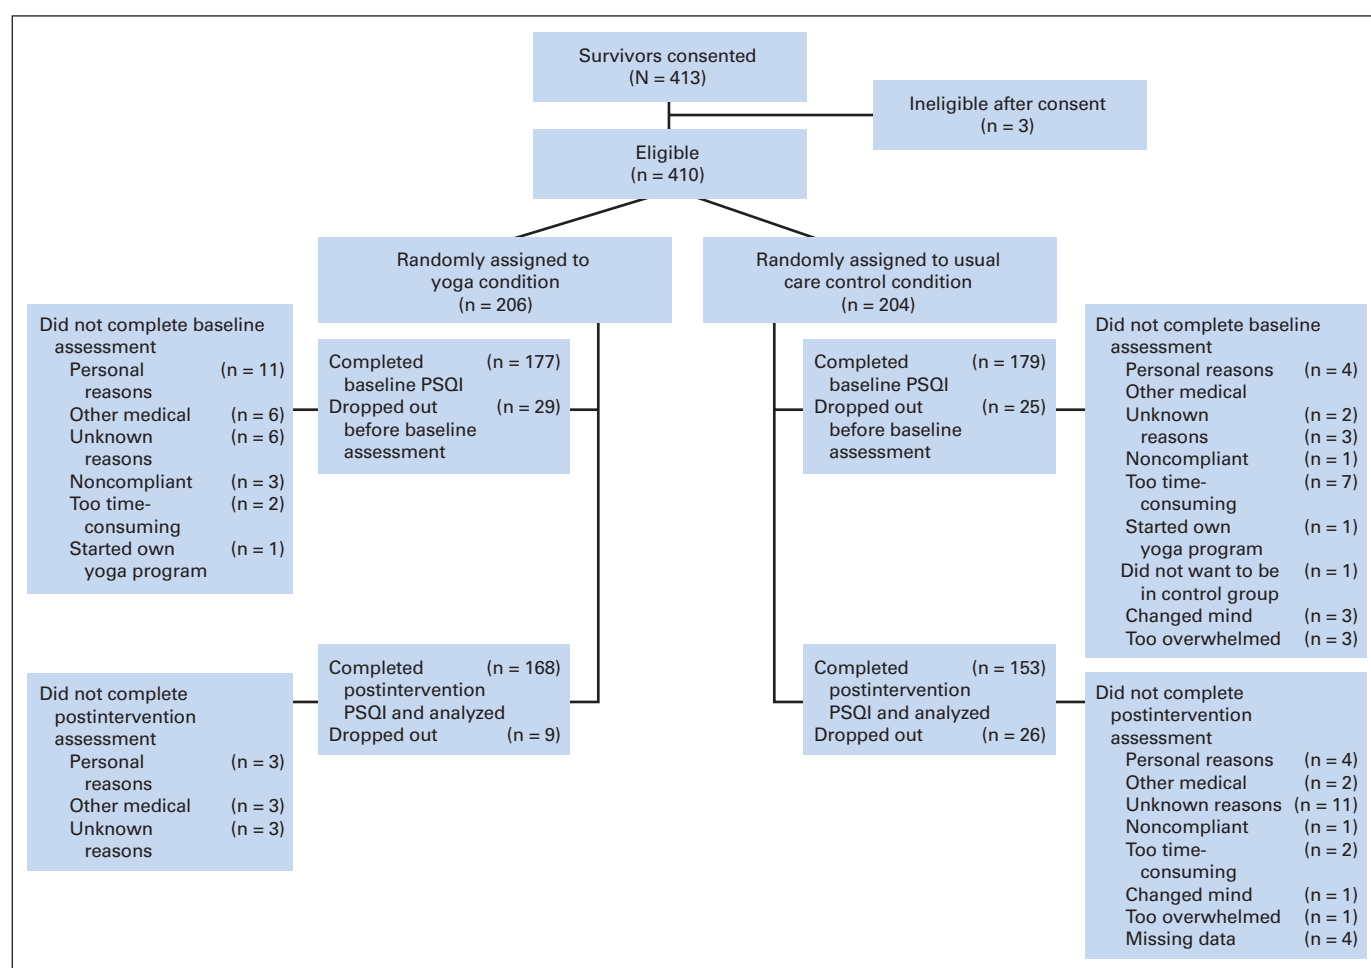 Survivors consented
(N = 413)
Ineligible after consent
(n = 3)
Eligible
(n = 410)
Randomly assigned to
yoga condition
(n = 206)
Randomly assigned to usual
care control condition
(n = 204)
Did not complete baseline
assessment
Personal (n = 11)
reasons
Other medical (n = 6)
Unknown (n = 6)
reasons
Noncompliant (n = 3)
Too time- (n = 2)
consuming
Started own (n = 1)
yoga program
Completed (n = 177)
baseline PSQI
Dropped out (n = 29)
before baseline
assessment
Completed (n = 179)
baseline PSQI
Dropped out (n = 25)
before baseline
assessment
Did not complete baseline
assessment
Personal reasons (n = 4)
Other medical
Unknown (n = 2)
reasons (n = 3)
Noncompliant (n = 1)
Too time- (n = 7)
consuming
Started own (n = 1)
yoga program
Did not want to be (n = 1)
in control group
Changed mind (n = 3)
Too overwhelmed (n = 3)
Did not complete
postintervention
assessment
Personal (n = 3)
reasons
Other medical (n = 3)
Unknown (n = 3)
reasons
Completed (n = 168)
postintervention
PSQI and analyzed
Dropped out (n = 9)
Completed (n = 153)
postintervention
PSQI and analyzed
Dropped out (n = 26)
Did not complete
postintervention
assessment
Personal reasons (n = 4)
Other medical (n = 2)
Unknown reasons (n = 11)
Noncompliant (n = 1)
Too time- (n = 2)
consuming
Changed mind (n = 1)
Too overwhelmed (n = 1)
Missing data (n = 4)